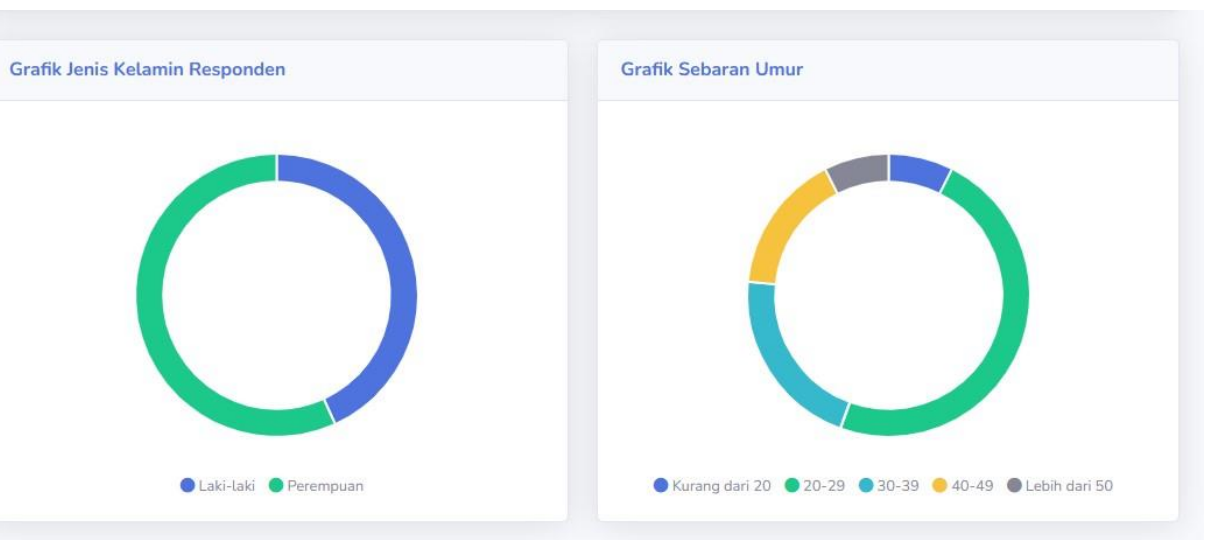 Grafik Jenis Kelamin Responden
Laki-laki Perempuan
Grafik Sebaran Umur
Kurang dari 20 20-29 30-39 40-49 Lebih dari 50